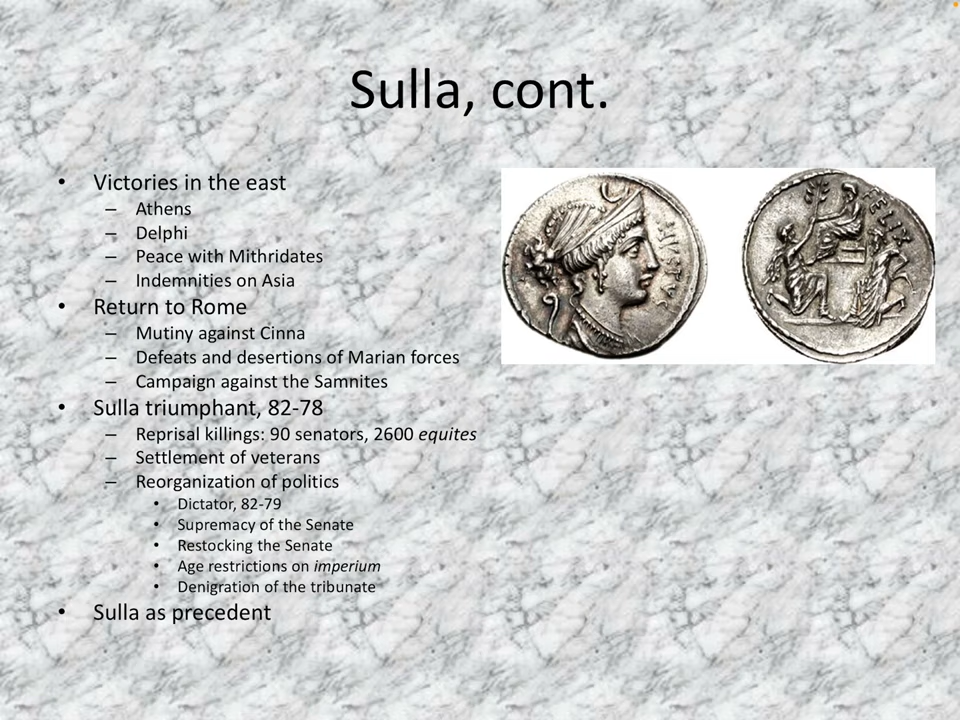 Sulla, cont.
• Victories in the east
– Athens
– Delphi
– Peace with Mithridates
– Indemnities on Asia
• Return to Rome
– Mutiny against Cinna
– Defeats and desertions of Marian forces
– Campaign against the Samnites
• Sulla triumphant, 82-78
– Reprisal killings: 90 senators, 2600 equites
– Settlement of veterans
– Reorganization of politics
• Dictator, 82-79
• Supremacy of the Senate
• Restocking the Senate
• Age restrictions on imperium
• Denigration of the tribunate
• Sulla as precedent
FELIX